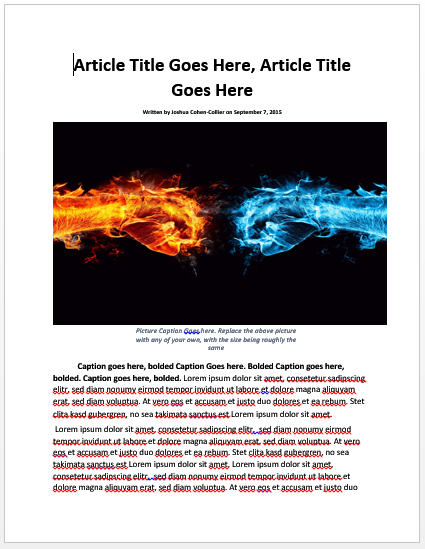 Article Title Goes Here, Article Title
Goes Here
Written by Joshua Cohen-Collier on September 7, 2015
Picture Caption Goes here. Replace the above picture
with any of your own, with the size being roughly the
same
Caption goes here, bolded Caption Goes here. Bolded Caption goes here,
bolded. Caption goes here, bolded. Lorem ipsum dolor sit amet, consetetur sadipscing
elitr, sed diam nonumy eirmod tempor invidunt ut labore et dolore magna aliquyam
erat, sed diam voluptua. At vero eos et accusam et justo duo dolores et ea rebum. Stet
clita kasd gubergren, no sea takimata sanctus est Lorem ipsum dolor sit amet.
Lorem ipsum dolor sit amet, consetetur sadipscing elitr, sed diam nonumy eirmod
tempor invidunt ut labore et dolore magna aliquyam erat, sed diam voluptua. At vero
eos et accusam et justo duo dolores et ea rebum. Stet clita kasd gubergren, no sea
takimata sanctus est Lorem ipsum dolor sit amet. Lorem ipsum dolor sit amet,
consetetur sadipscing elitr, sed diam nonumy eirmod tempor invidunt ut labore et
dolore magna aliquyam erat, sed diam voluptua. At vero eos et accusam et justo duo